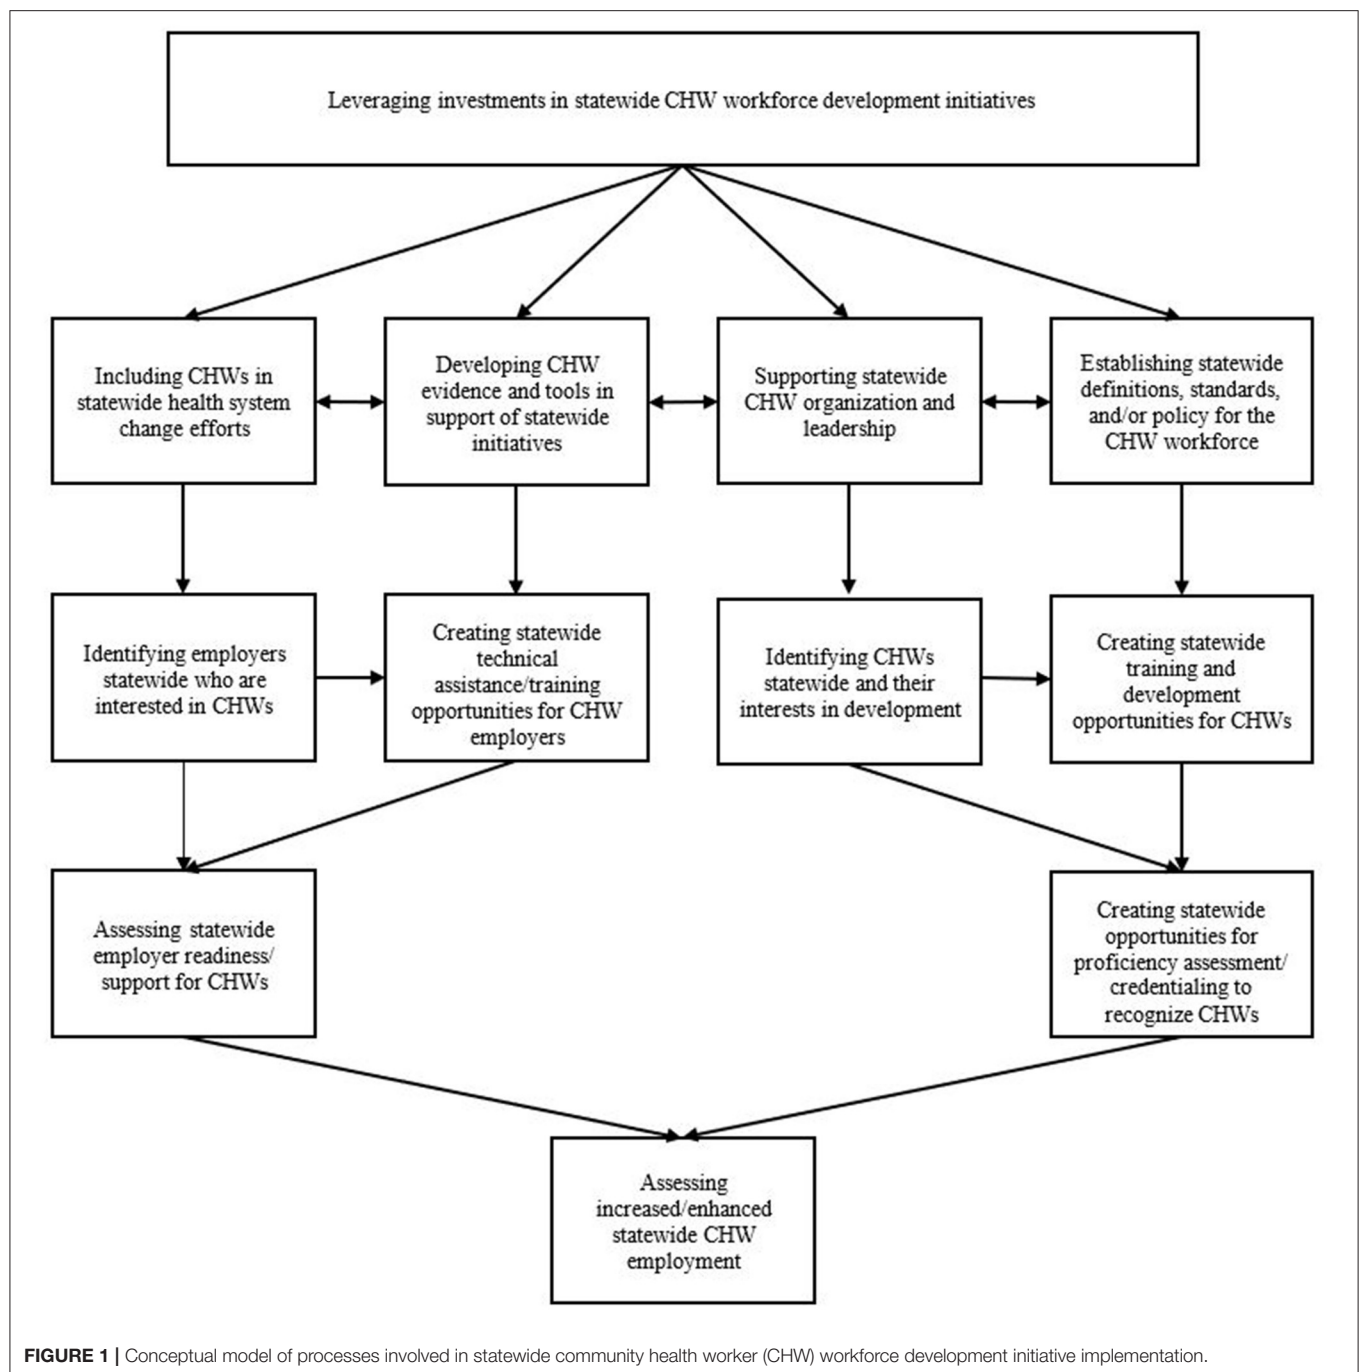 Leveraging investments in statewide CHW workforce development initiatives
Including CHWs in
statewide health system
change efforts
Developing CHW
evidence and tools in
support of statewide
initiatives
Supporting statewide
CHW organization and
leadership
Establishing statewide
definitions, standards,
and/or policy for the
CHW workforce
Identifying employers
statewide who are
interested in CHWs
Creating statewide
technical
assistance/training
opportunities for CHW
employers
Identifying CHWs
statewide and their
interests in development
Creating statewide
training and
development
opportunities for CHWs
Assessing statewide
employer readiness/
support for CHWs
Creating statewide
opportunities for
proficiency assessment/
credentialing to
recognize CHWs
Assessing
increased/enhanced
statewide CHW
employment
FIGURE 1 | Conceptual model of processes involved in statewide community health worker (CHW) workforce development initiative implementation.